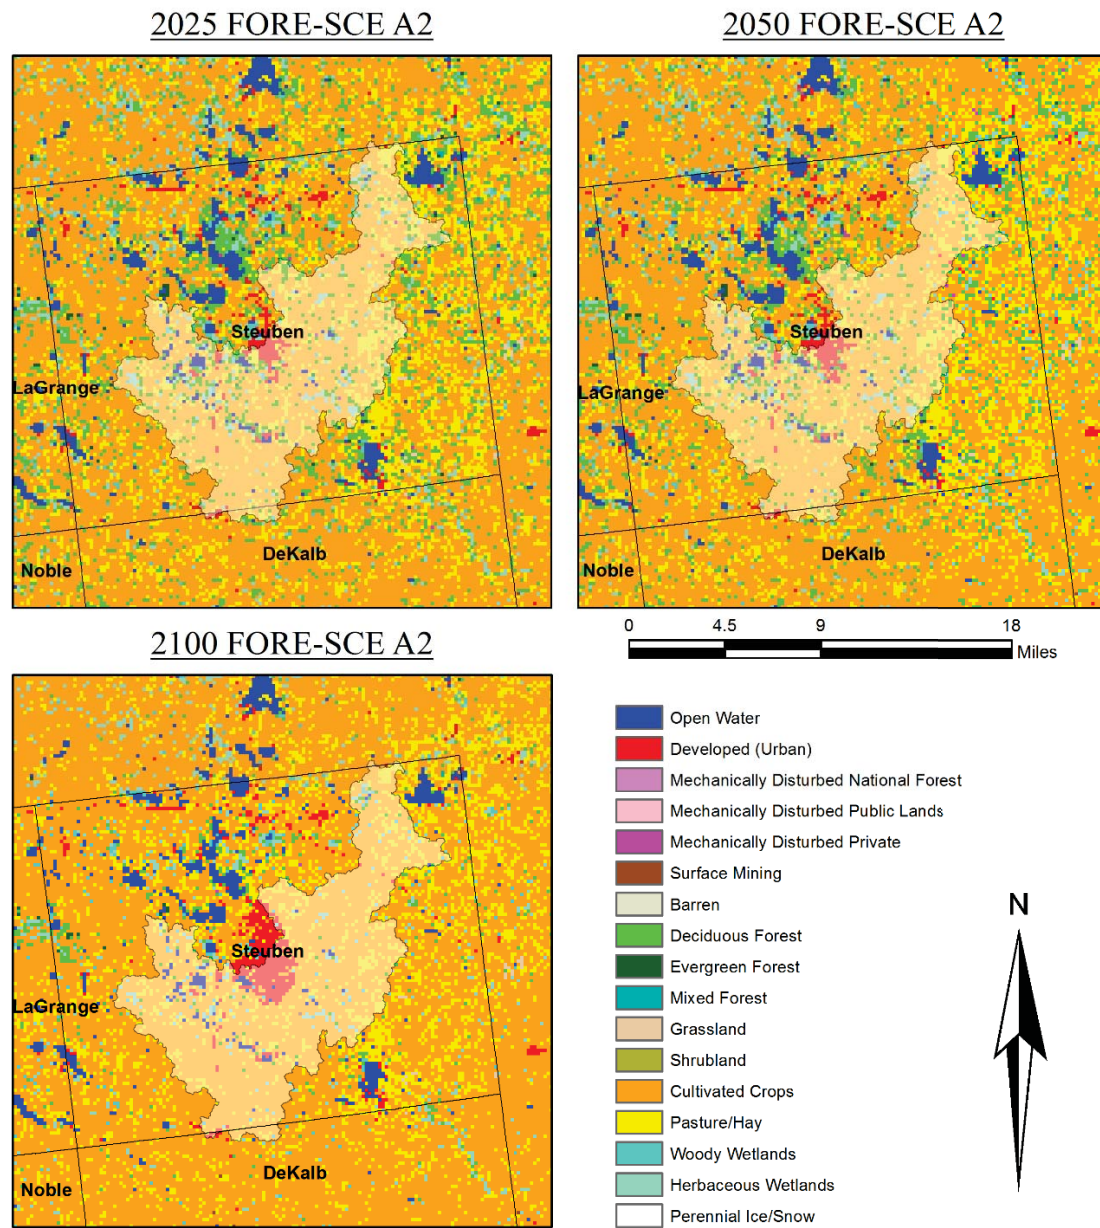 2025 FORE-SCE A2
2050 FORE-SCE A2
Steuben
LaGrange
DeKalb
Noble
Steuben
LaGrange
DeKalb
Noble
2100 FORE-SCE A2
0 4.5 9 18
Miles
Steuben
LaGrange
DeKalb
Noble
Open Water
Developed (Urban)
Mechanically Disturbed National Forest
Mechanically Disturbed Public Lands
Mechanically Disturbed Private
Surface Mining
Barren
Deciduous Forest
Evergreen Forest
Mixed Forest
Grassland
Shrubland
Cultivated Crops
Pasture/Hay
Woody Wetlands
Herbaceous Wetlands
Perennial Ice/Snow
N